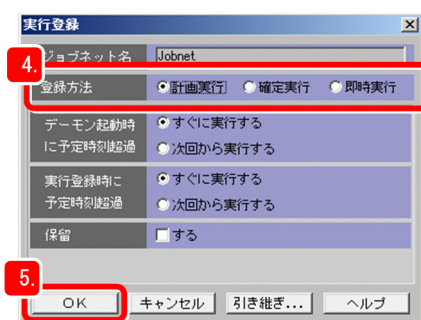 実行登録
4.
ジョブネット名 Jobnet
登録方法 計画実行 確定実行 即時実行
デーモン起動時 すぐに実行する
に予定時刻超過 次回から実行する
実行登録時に すぐに実行する
予定時刻超過 次回から実行する
保留 する
5.
OK キャンセル 引き継ぎ... ヘルプ